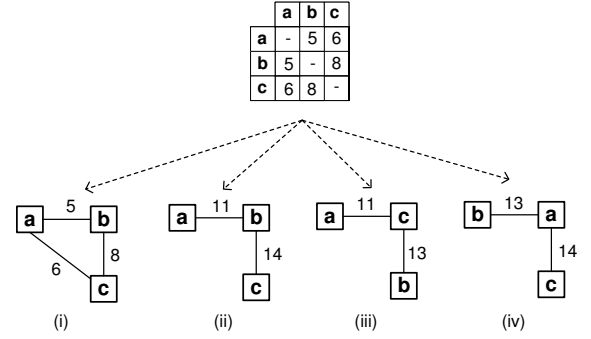 a b c
a - 5 6
b 5 - 8
c 6 8 -
a 5 b
6 8
c
(i)
a 11 b
14
c
(ii)
a 11 c
13
b
(iii)
b 13 a
14
c
(iv)